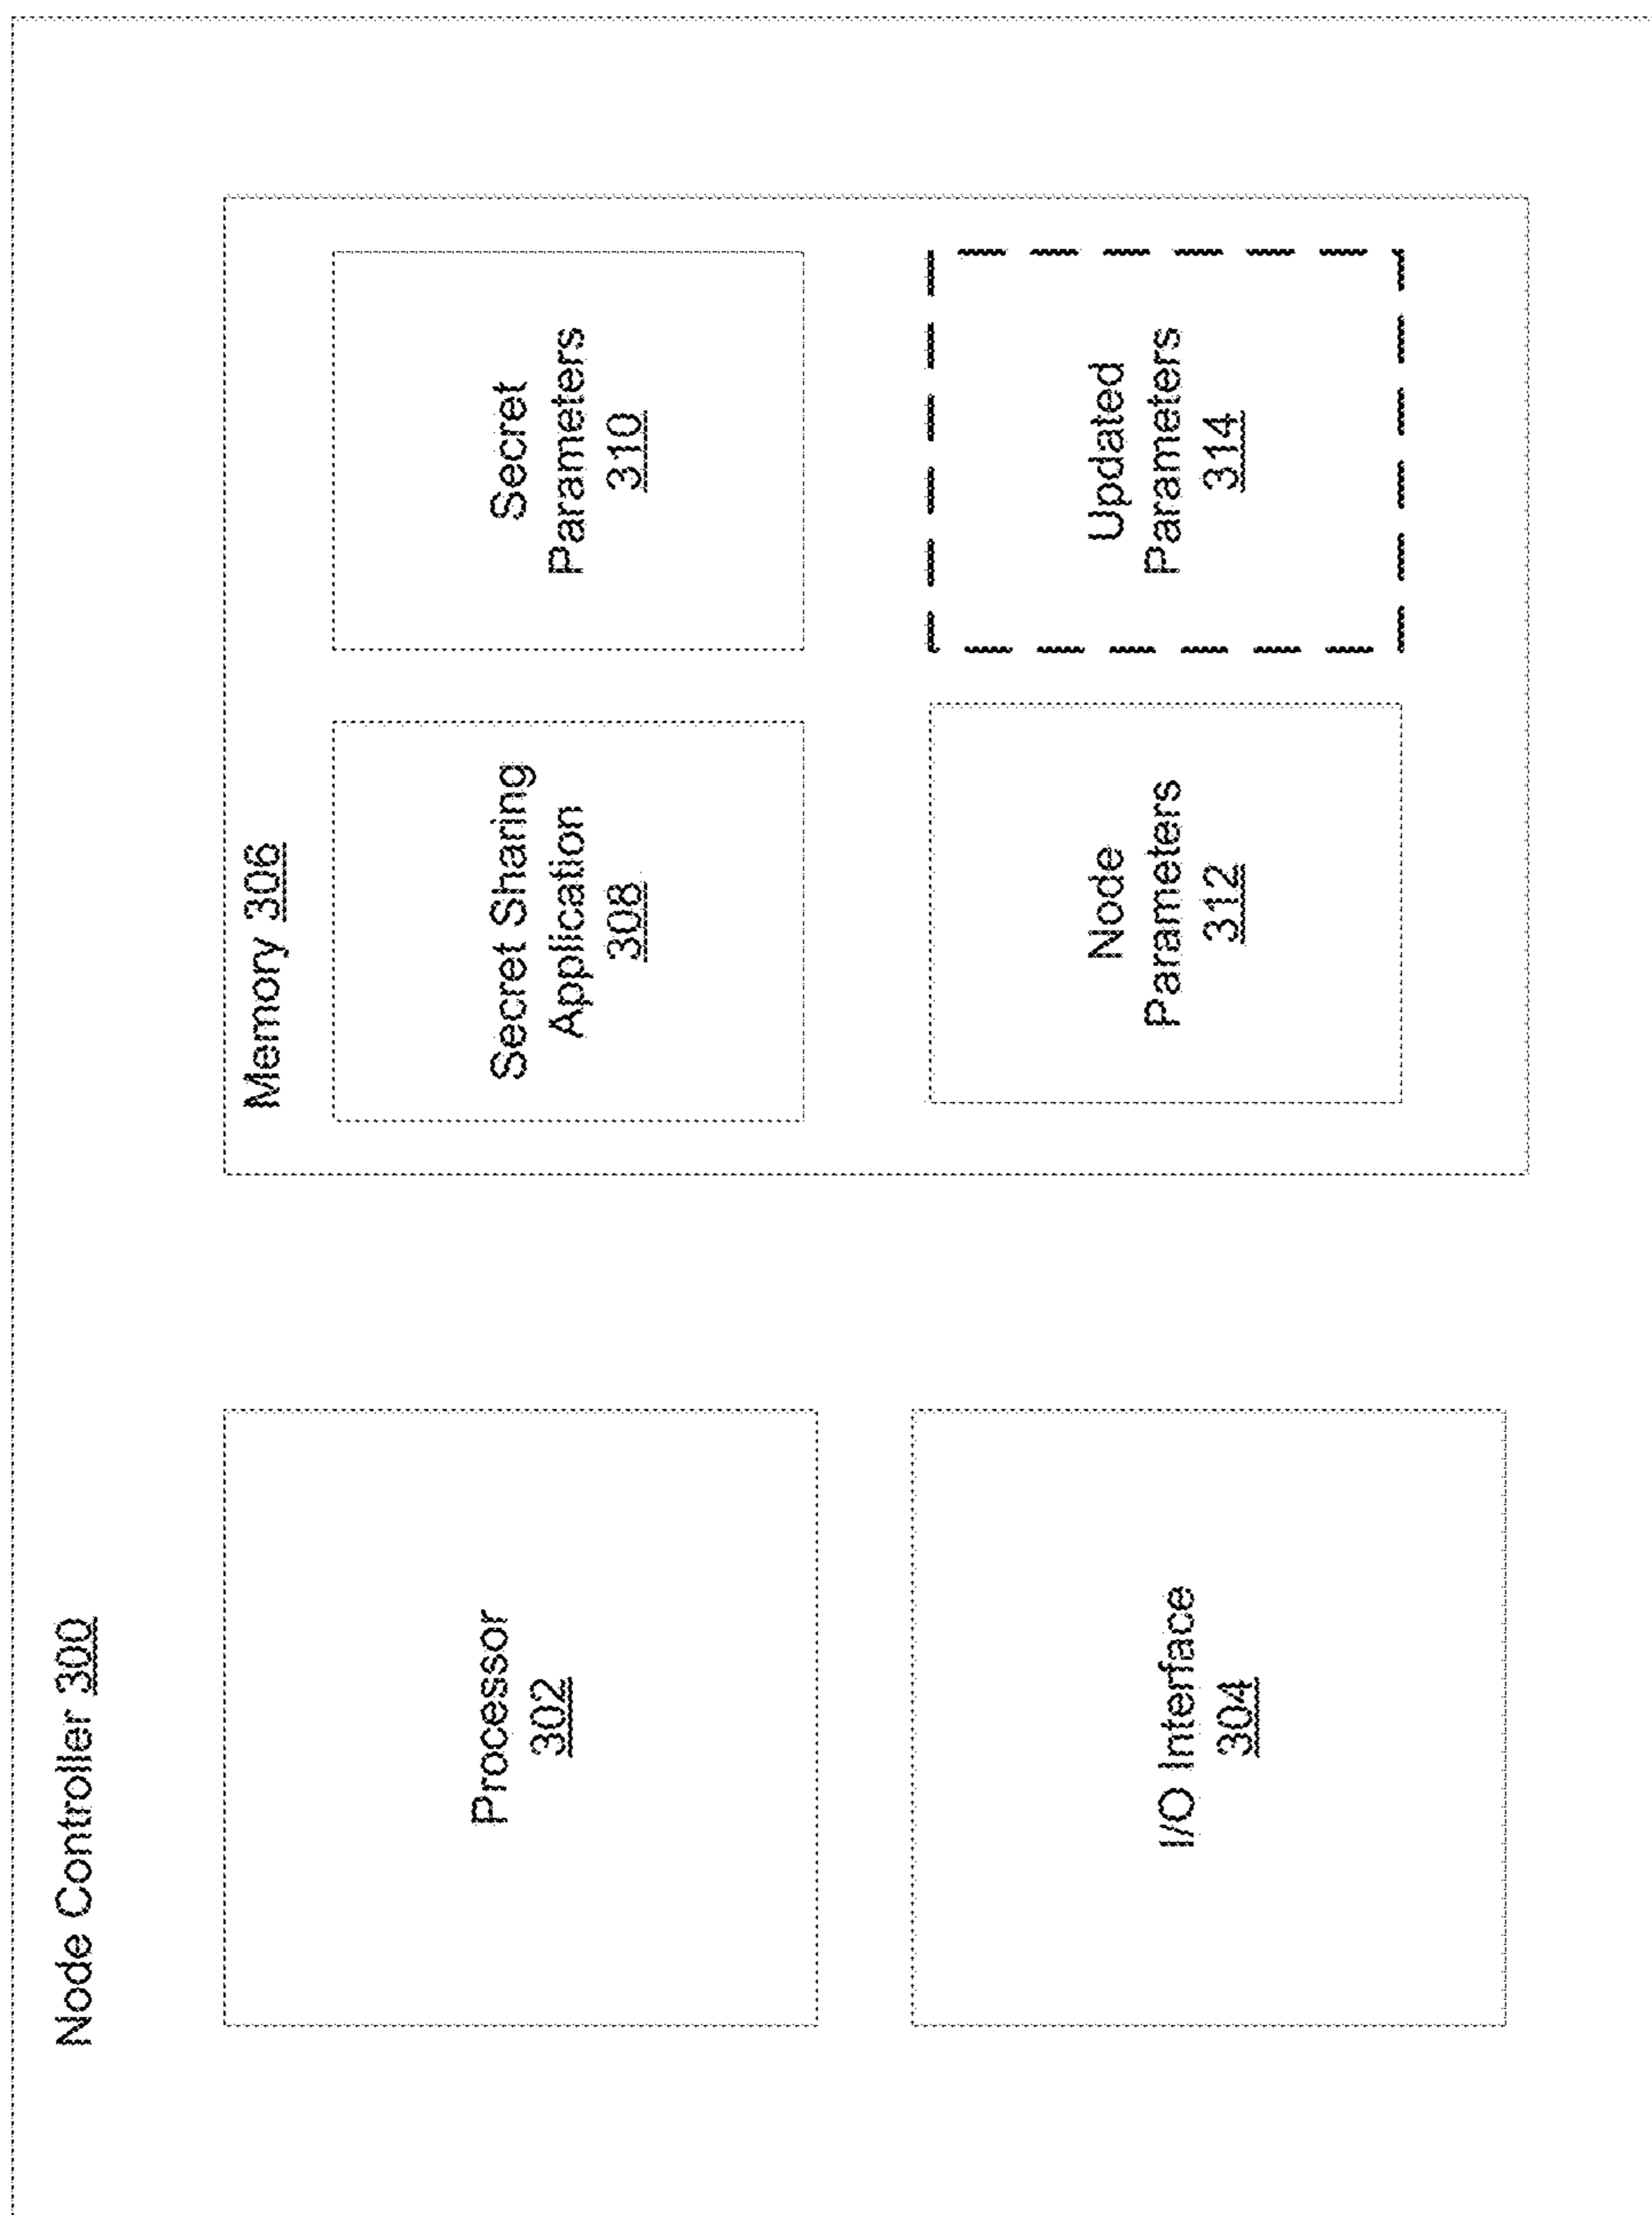 Node Controller 300
Processor
302
I/O Interface
304
Memory 306
Secret Sharing
Application
308
Secret
Parameters
310
Node
Parameters
312
Updated
Parameters
314